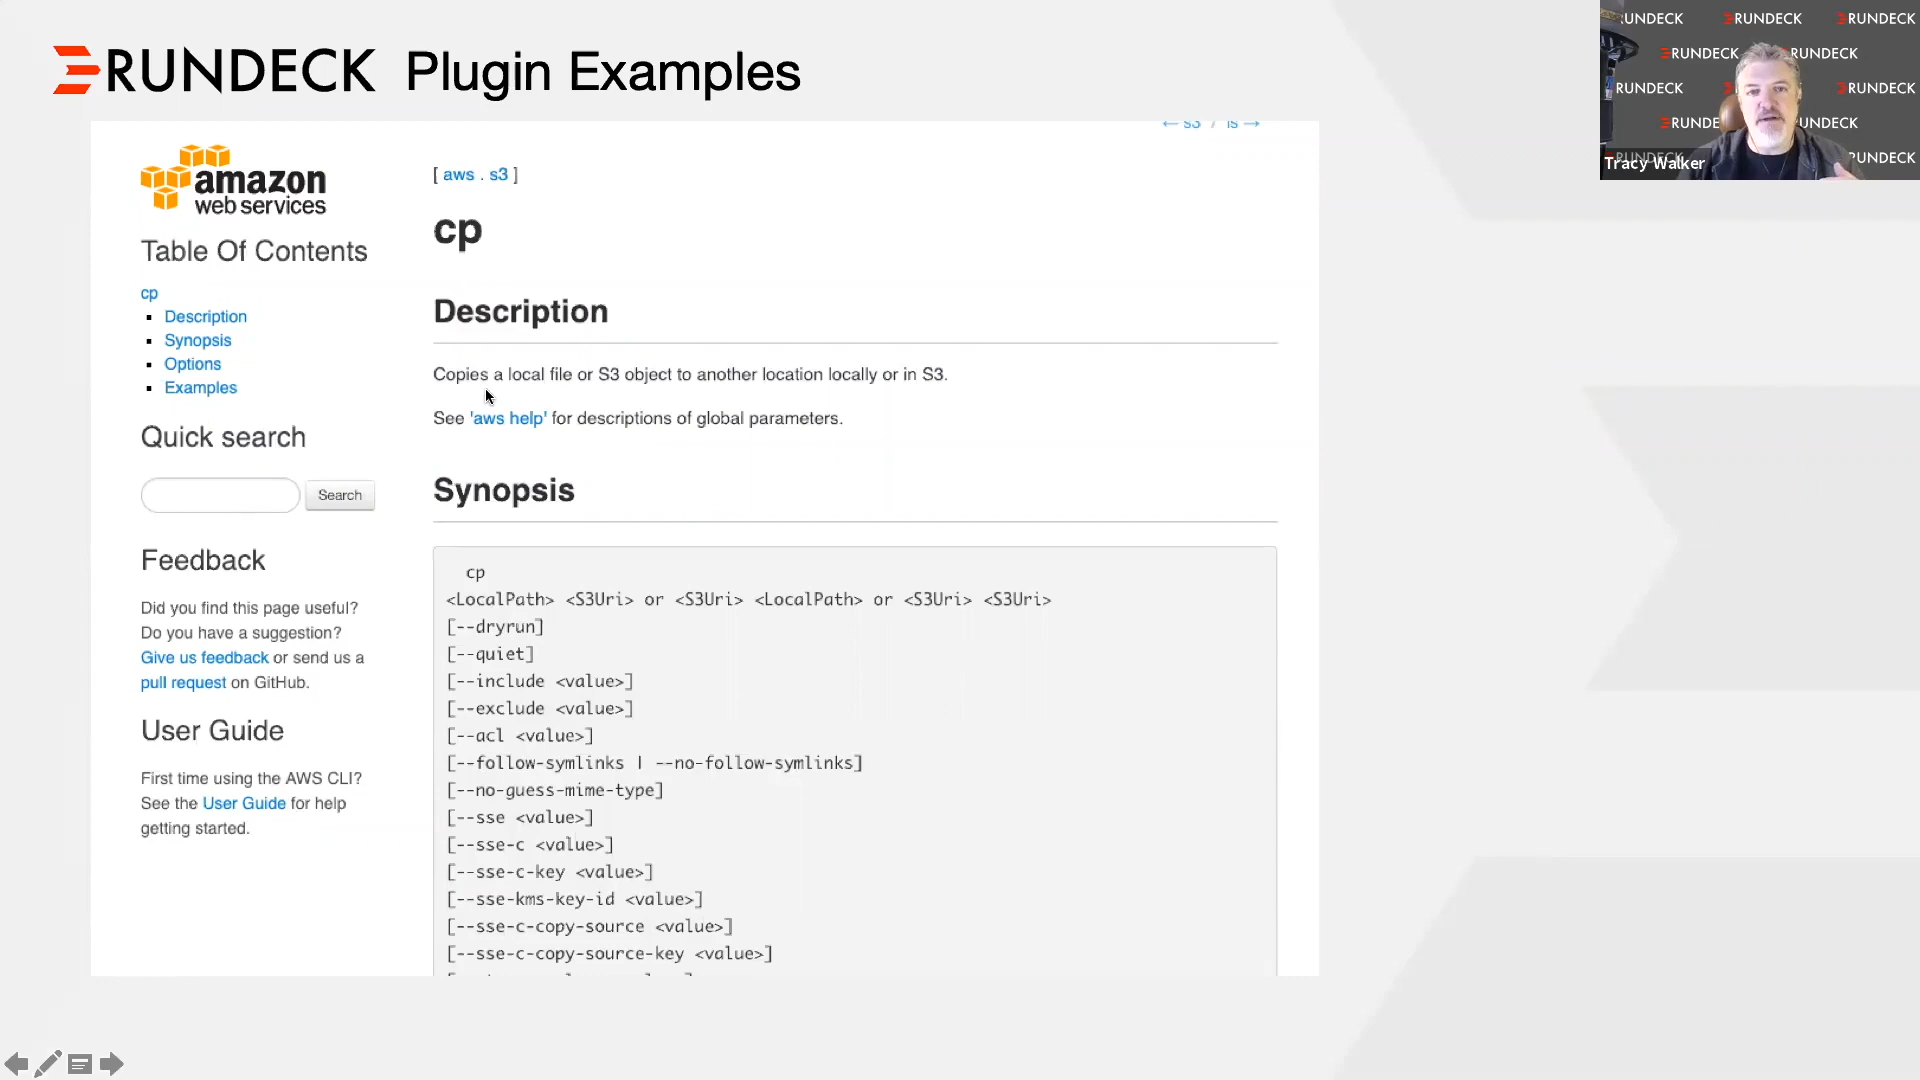 RUNDECK Plugin Examples
← s3 / ls →
amazon
web services
Table Of Contents
cp
Description
Synopsis
Options
Examples
Quick search
Search
Feedback
Did you find this page useful?
Do you have a suggestion?
Give us feedback or send us a
pull request on GitHub.
User Guide
First time using the AWS CLI?
See the User Guide for help
getting started.
[ aws . s3 ]
cp
Description
Copies a local file or S3 object to another location locally or in S3.
See 'aws help' for descriptions of global parameters.
Synopsis
cp
<LocalPath> <S3Uri> or <S3Uri> <LocalPath> or <S3Uri> <S3Uri>
[--dryrun]
[--quiet]
[--include <value>]
[--exclude <value>]
[--acl <value>]
[--follow-symlinks | --no-follow-symlinks]
[--no-guess-mime-type]
[--sse <value>]
[--sse-c <value>]
[--sse-c-key <value>]
[--sse-kms-key-id <value>]
[--sse-c-copy-source <value>]
[--sse-c-copy-source-key <value>]
UNDECK RUNDECK RUNDECK
RUNDECK RUNDECK
RUNDECK RUNDECK
RUNDE UNDECK
RUNDECK RUNDECK
Tracy Walker